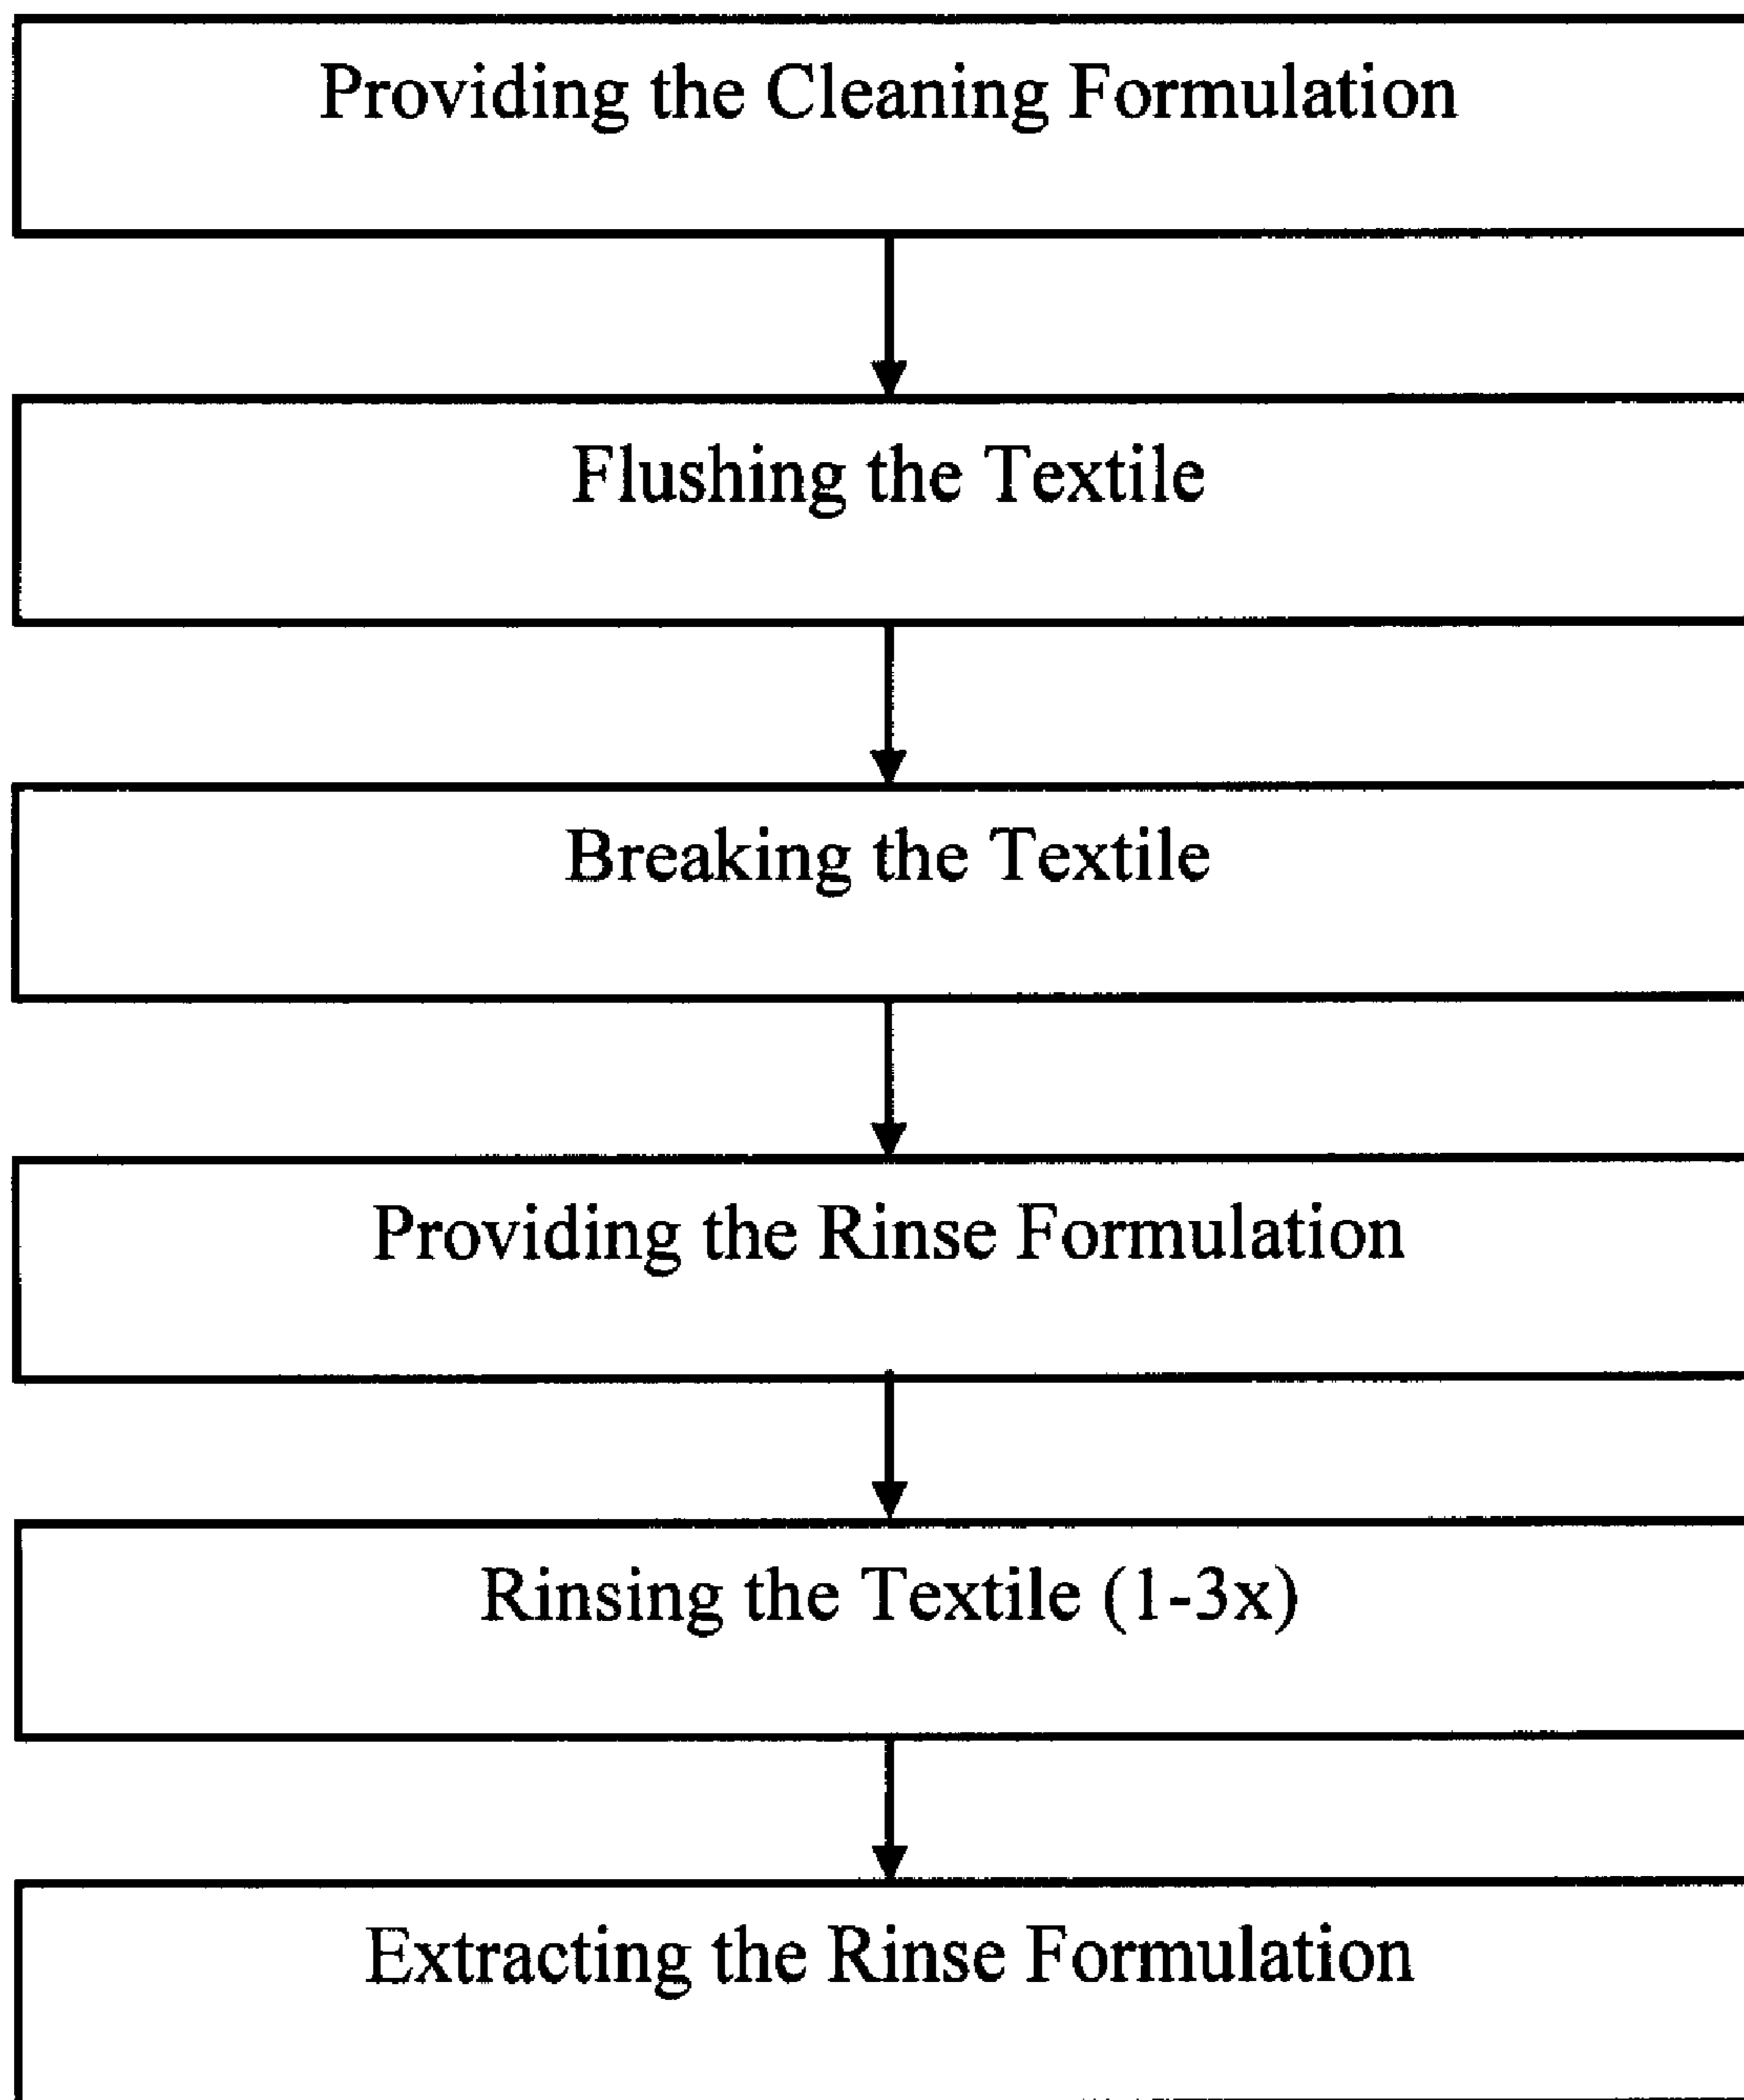 Providing the Cleaning Formulation
Flushing the Textile
Breaking the Textile
Providing the Rinse Formulation
Rinsing the Textile (1-3x)
Extracting the Rinse Formulation